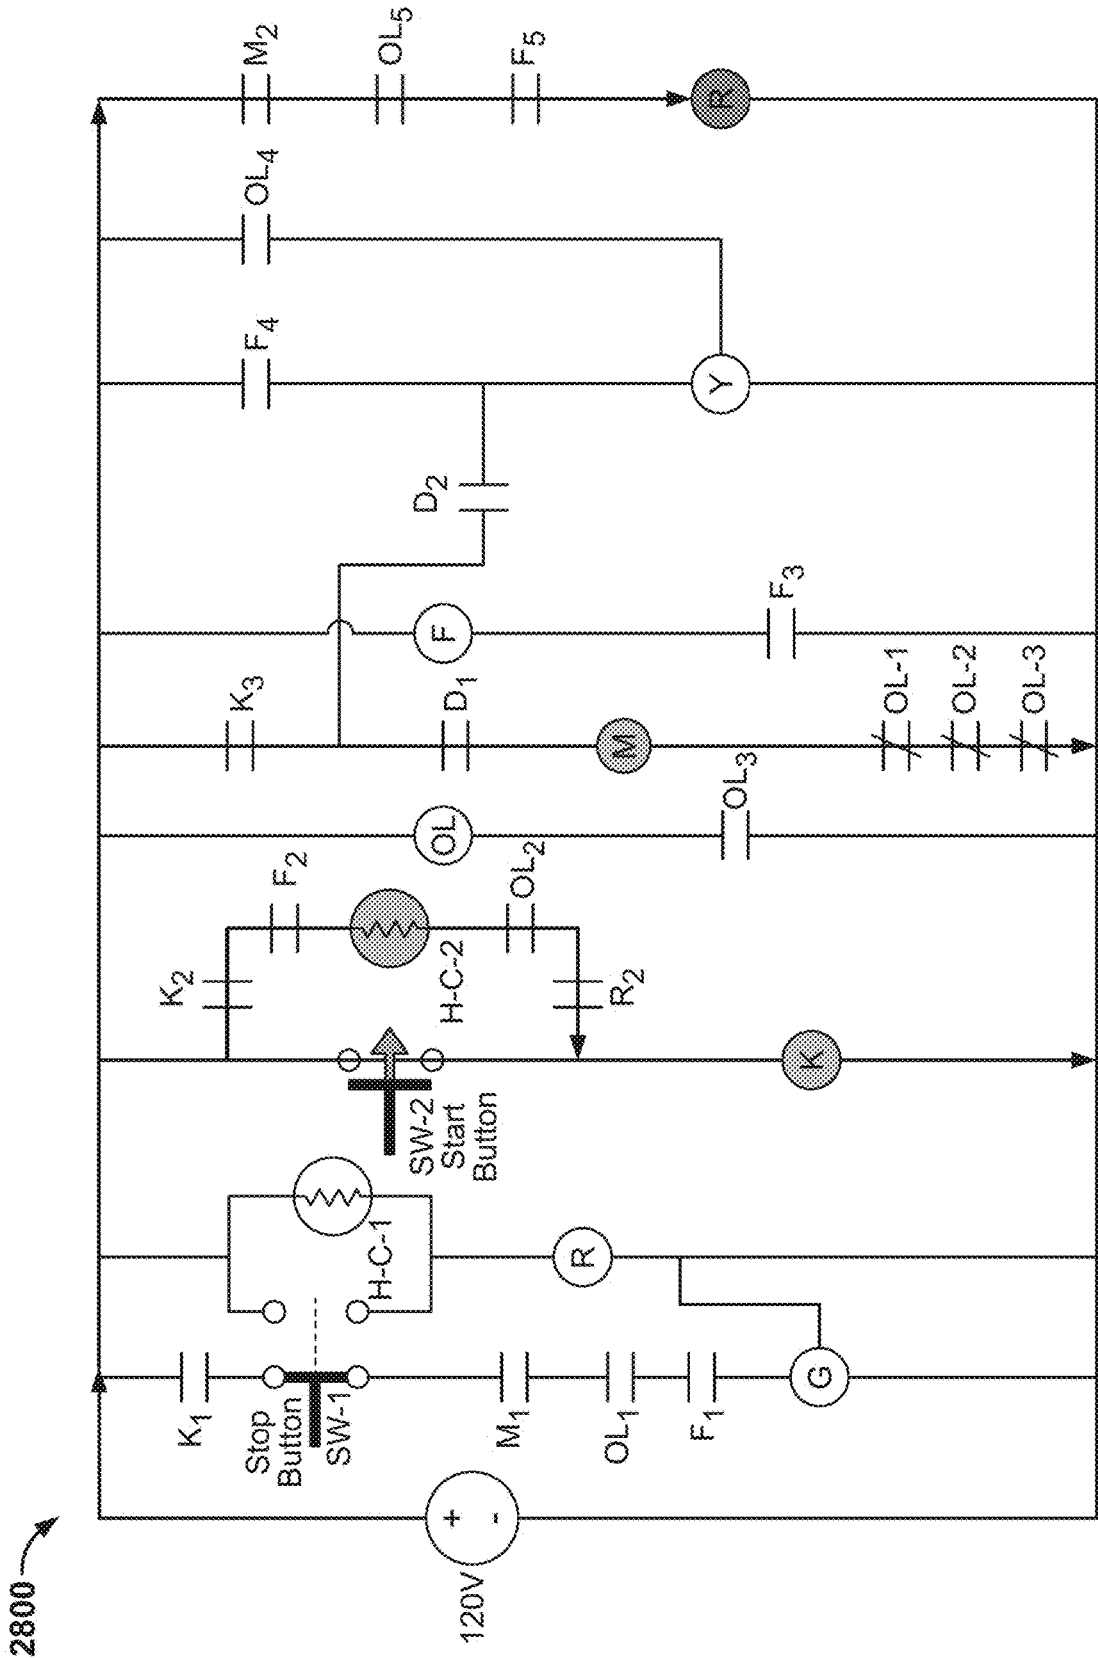 2800
120V
+
-
K1
Stop
Button
SW-1
M1
OL1
F1
G
H-C-1
R
SW-2
Start
Button
K2
F2
H-C-2
OL2
R2
K
OL
OL3
K3
D1
M
OL-1
OL-2
OL-3
F
F3
D2
F4
Y
OL4
M2
OL5
F5
R